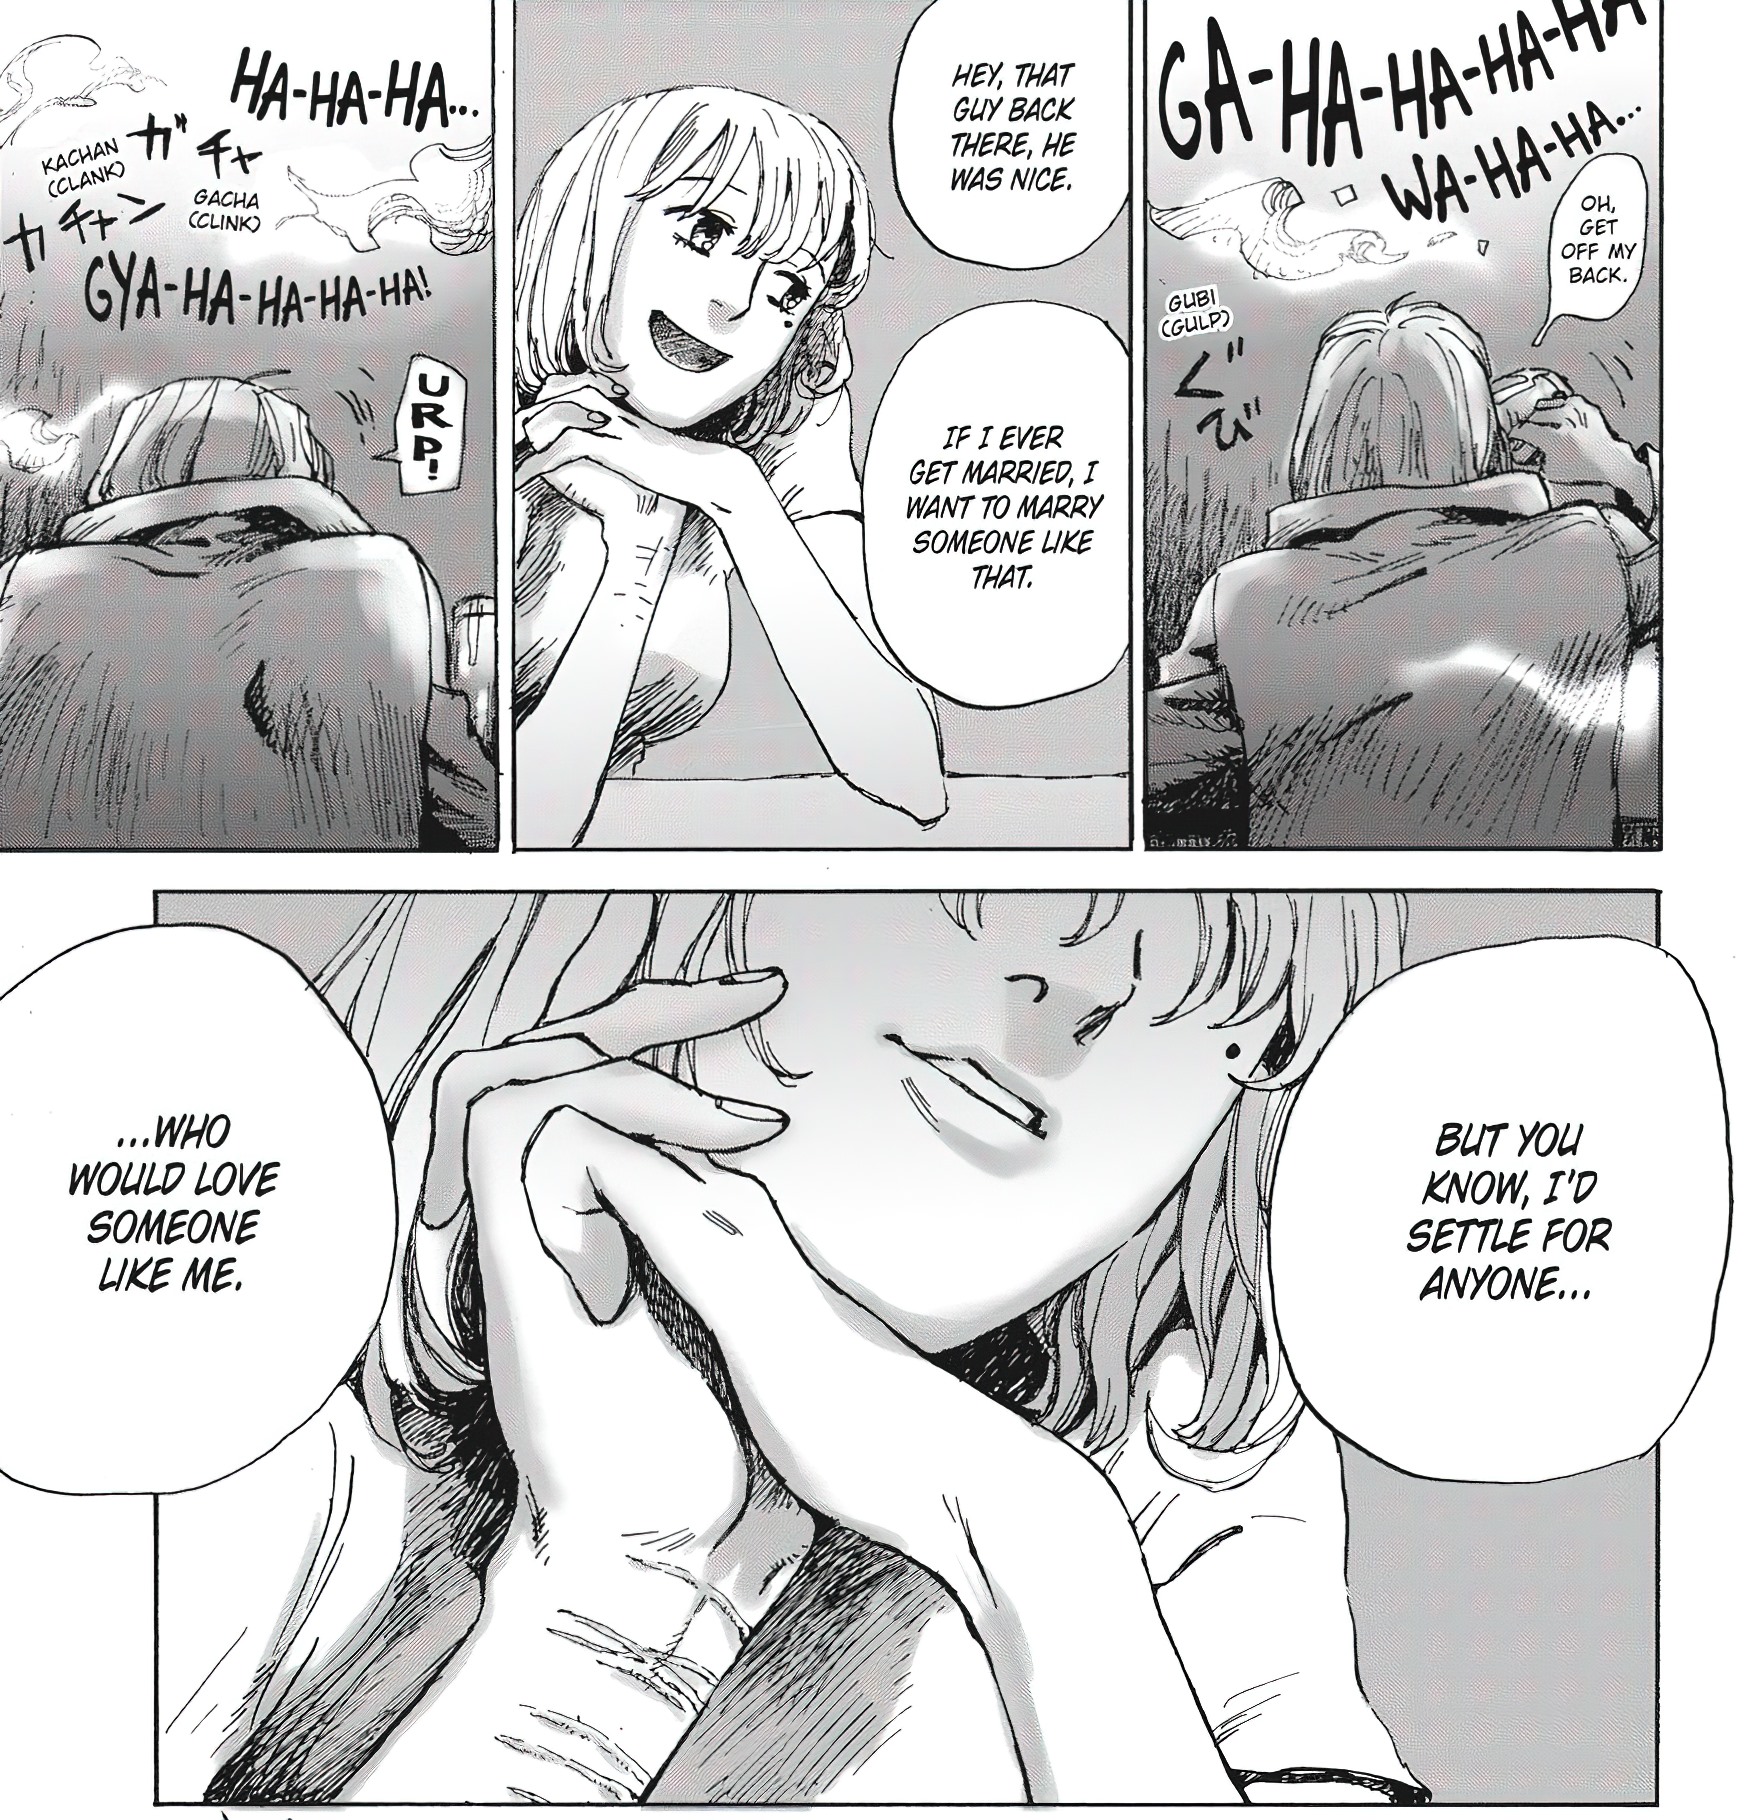 GA-HA-HA-HA-HA
WA-HA-HA...
OH,
GET
OFF MY
BACK.
GUBI
(GULP)
ぐ
び
HEY, THAT
GUY BACK
THERE, HE
WAS NICE.
IF I EVER
GET MARRIED, I
WANT TO MARRY
SOMEONE LIKE
THAT.
HA-HA-HA...
ガチャ
KACHAN
(CLANK)
GACHA
(CLINK)
カチャン
GYA-HA-HA-HA-HA!
URP!
BUT YOU
KNOW, I'D
SETTLE FOR
ANYONE...
...WHO
WOULD LOVE
SOMEONE
LIKE ME.